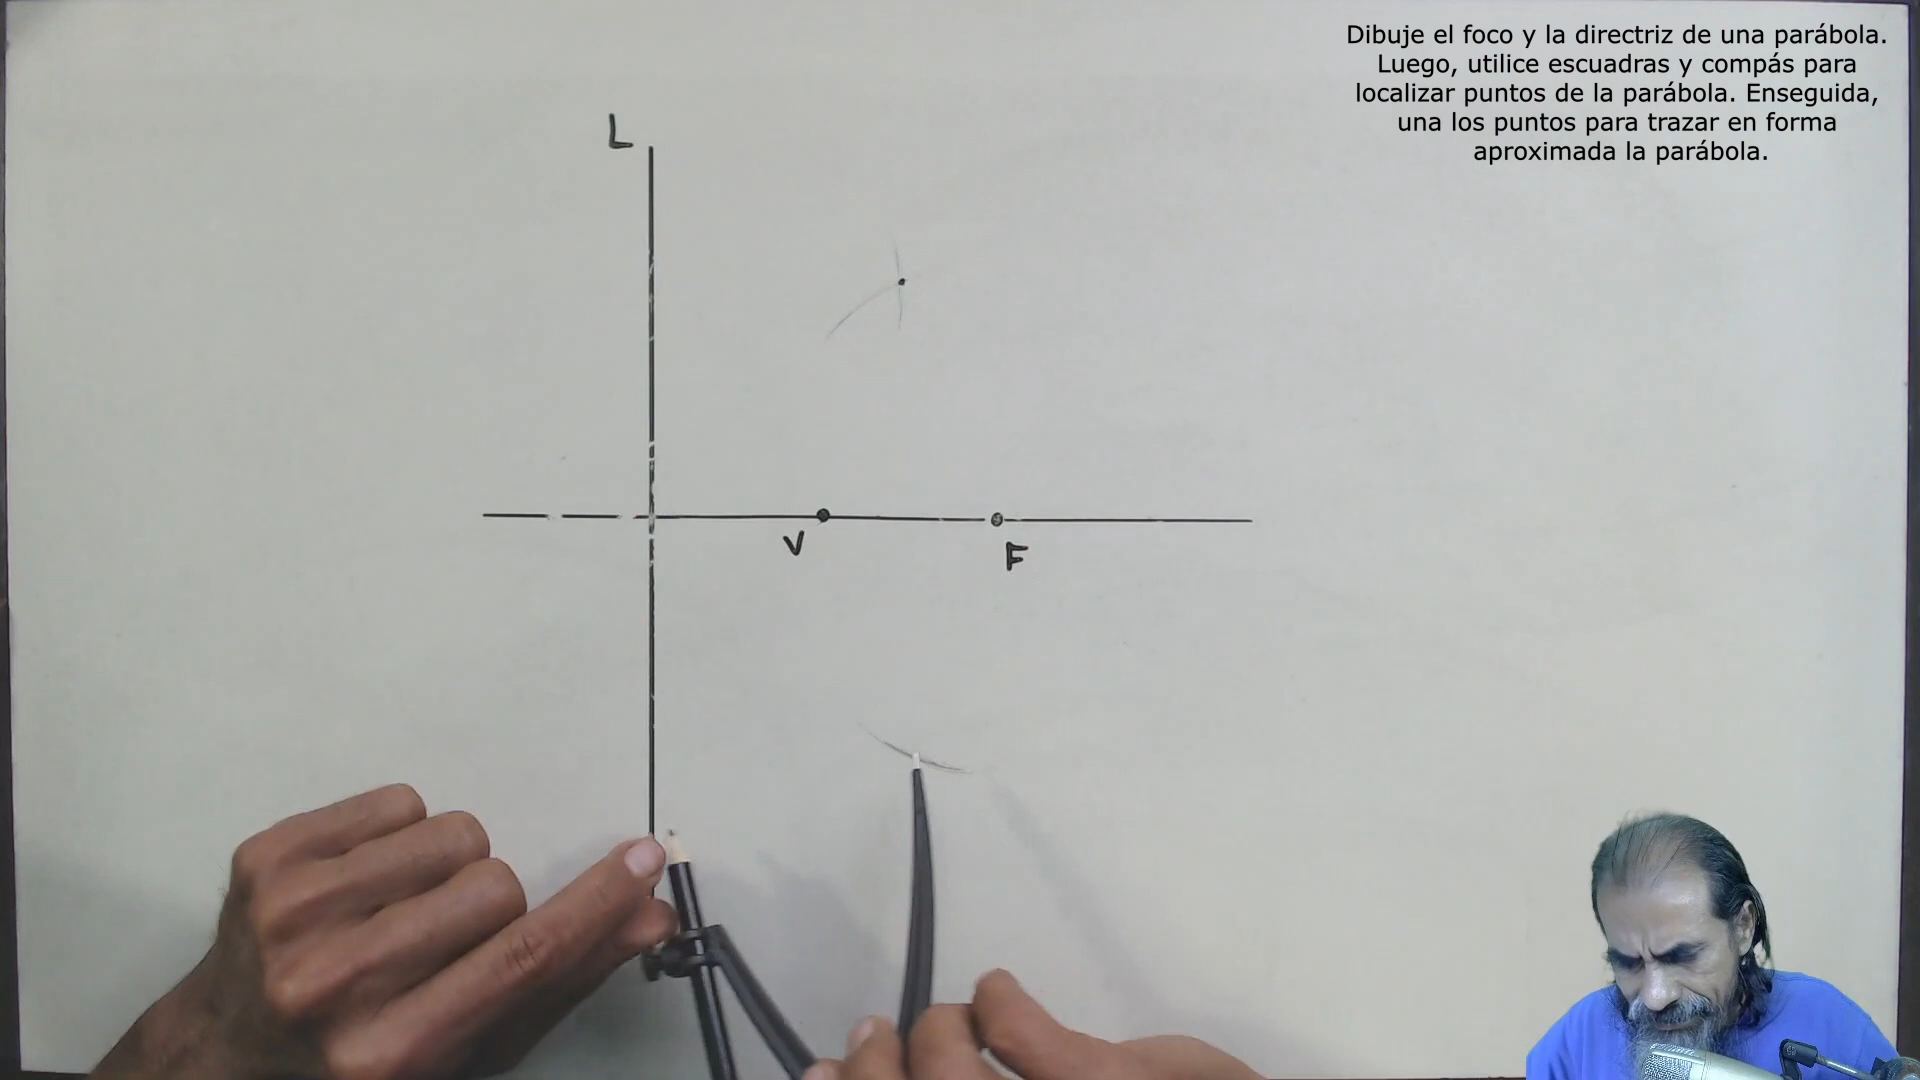 Dibuje el foco y la directriz de una parábola.
Luego, utilice escuadras y compás para
localizar puntos de la parábola. Enseguida,
una los puntos para trazar en forma
aproximada la parábola.
L
V
F